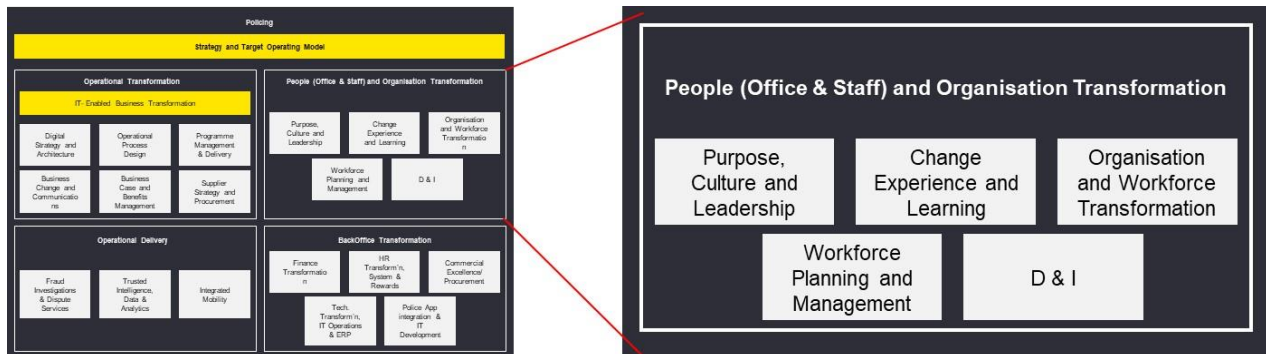 Policing
Strategy and Target Operating Model
Operational Transformation
IT- Enabled Business Transformation
Digital
Strategy and
Architecture
Operational
Process
Design
Programme
Management
& Delivery
Business
Change and
Communicatio
ns
Business
Case and
Benefits
Management
Supplier
Strategy and
Procurement
People (Office & Staff) and Organisation Transformation
Purpose,
Culture and
Leadership
Change
Experience
and Learning
Organisation
and Workforce
Transformatio
n
Workforce
Planning and
Management
D & I
Operational Delivery
Fraud
Investigations
& Dispute
Services
Trusted
Intelligence,
Data &
Analytics
Integrated
Mobility
BackOffice Transformation
Finance
Transformatio
n
HR
Transform'n,
System &
Rewards
Commercial
Excellence/
Procurement
Tech.
Transform'n,
IT Operations
& ERP
Police App
integration &
IT
Development
People (Office & Staff) and Organisation Transformation
Purpose,
Culture and
Leadership
Change
Experience and
Learning
Organisation
and Workforce
Transformation
Workforce
Planning and
Management
D & I